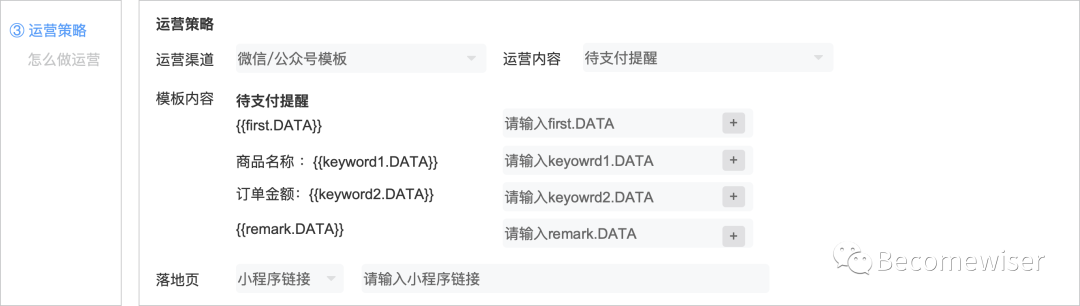 ③ 运营策略
怎么做运营
运营策略
运营渠道 微信/公众号模板 运营内容 待支付提醒
模板内容 待支付提醒
{{first.DATA}} 请输入first.DATA +
商品名称： {{keyword1.DATA}} 请输入keyowrd1.DATA +
订单金额：{{keyword2.DATA}} 请输入keyowrd2.DATA +
{{remark.DATA}} 请输入remark.DATA +
落地页 小程序链接 请输入小程序链接
Becomewiser